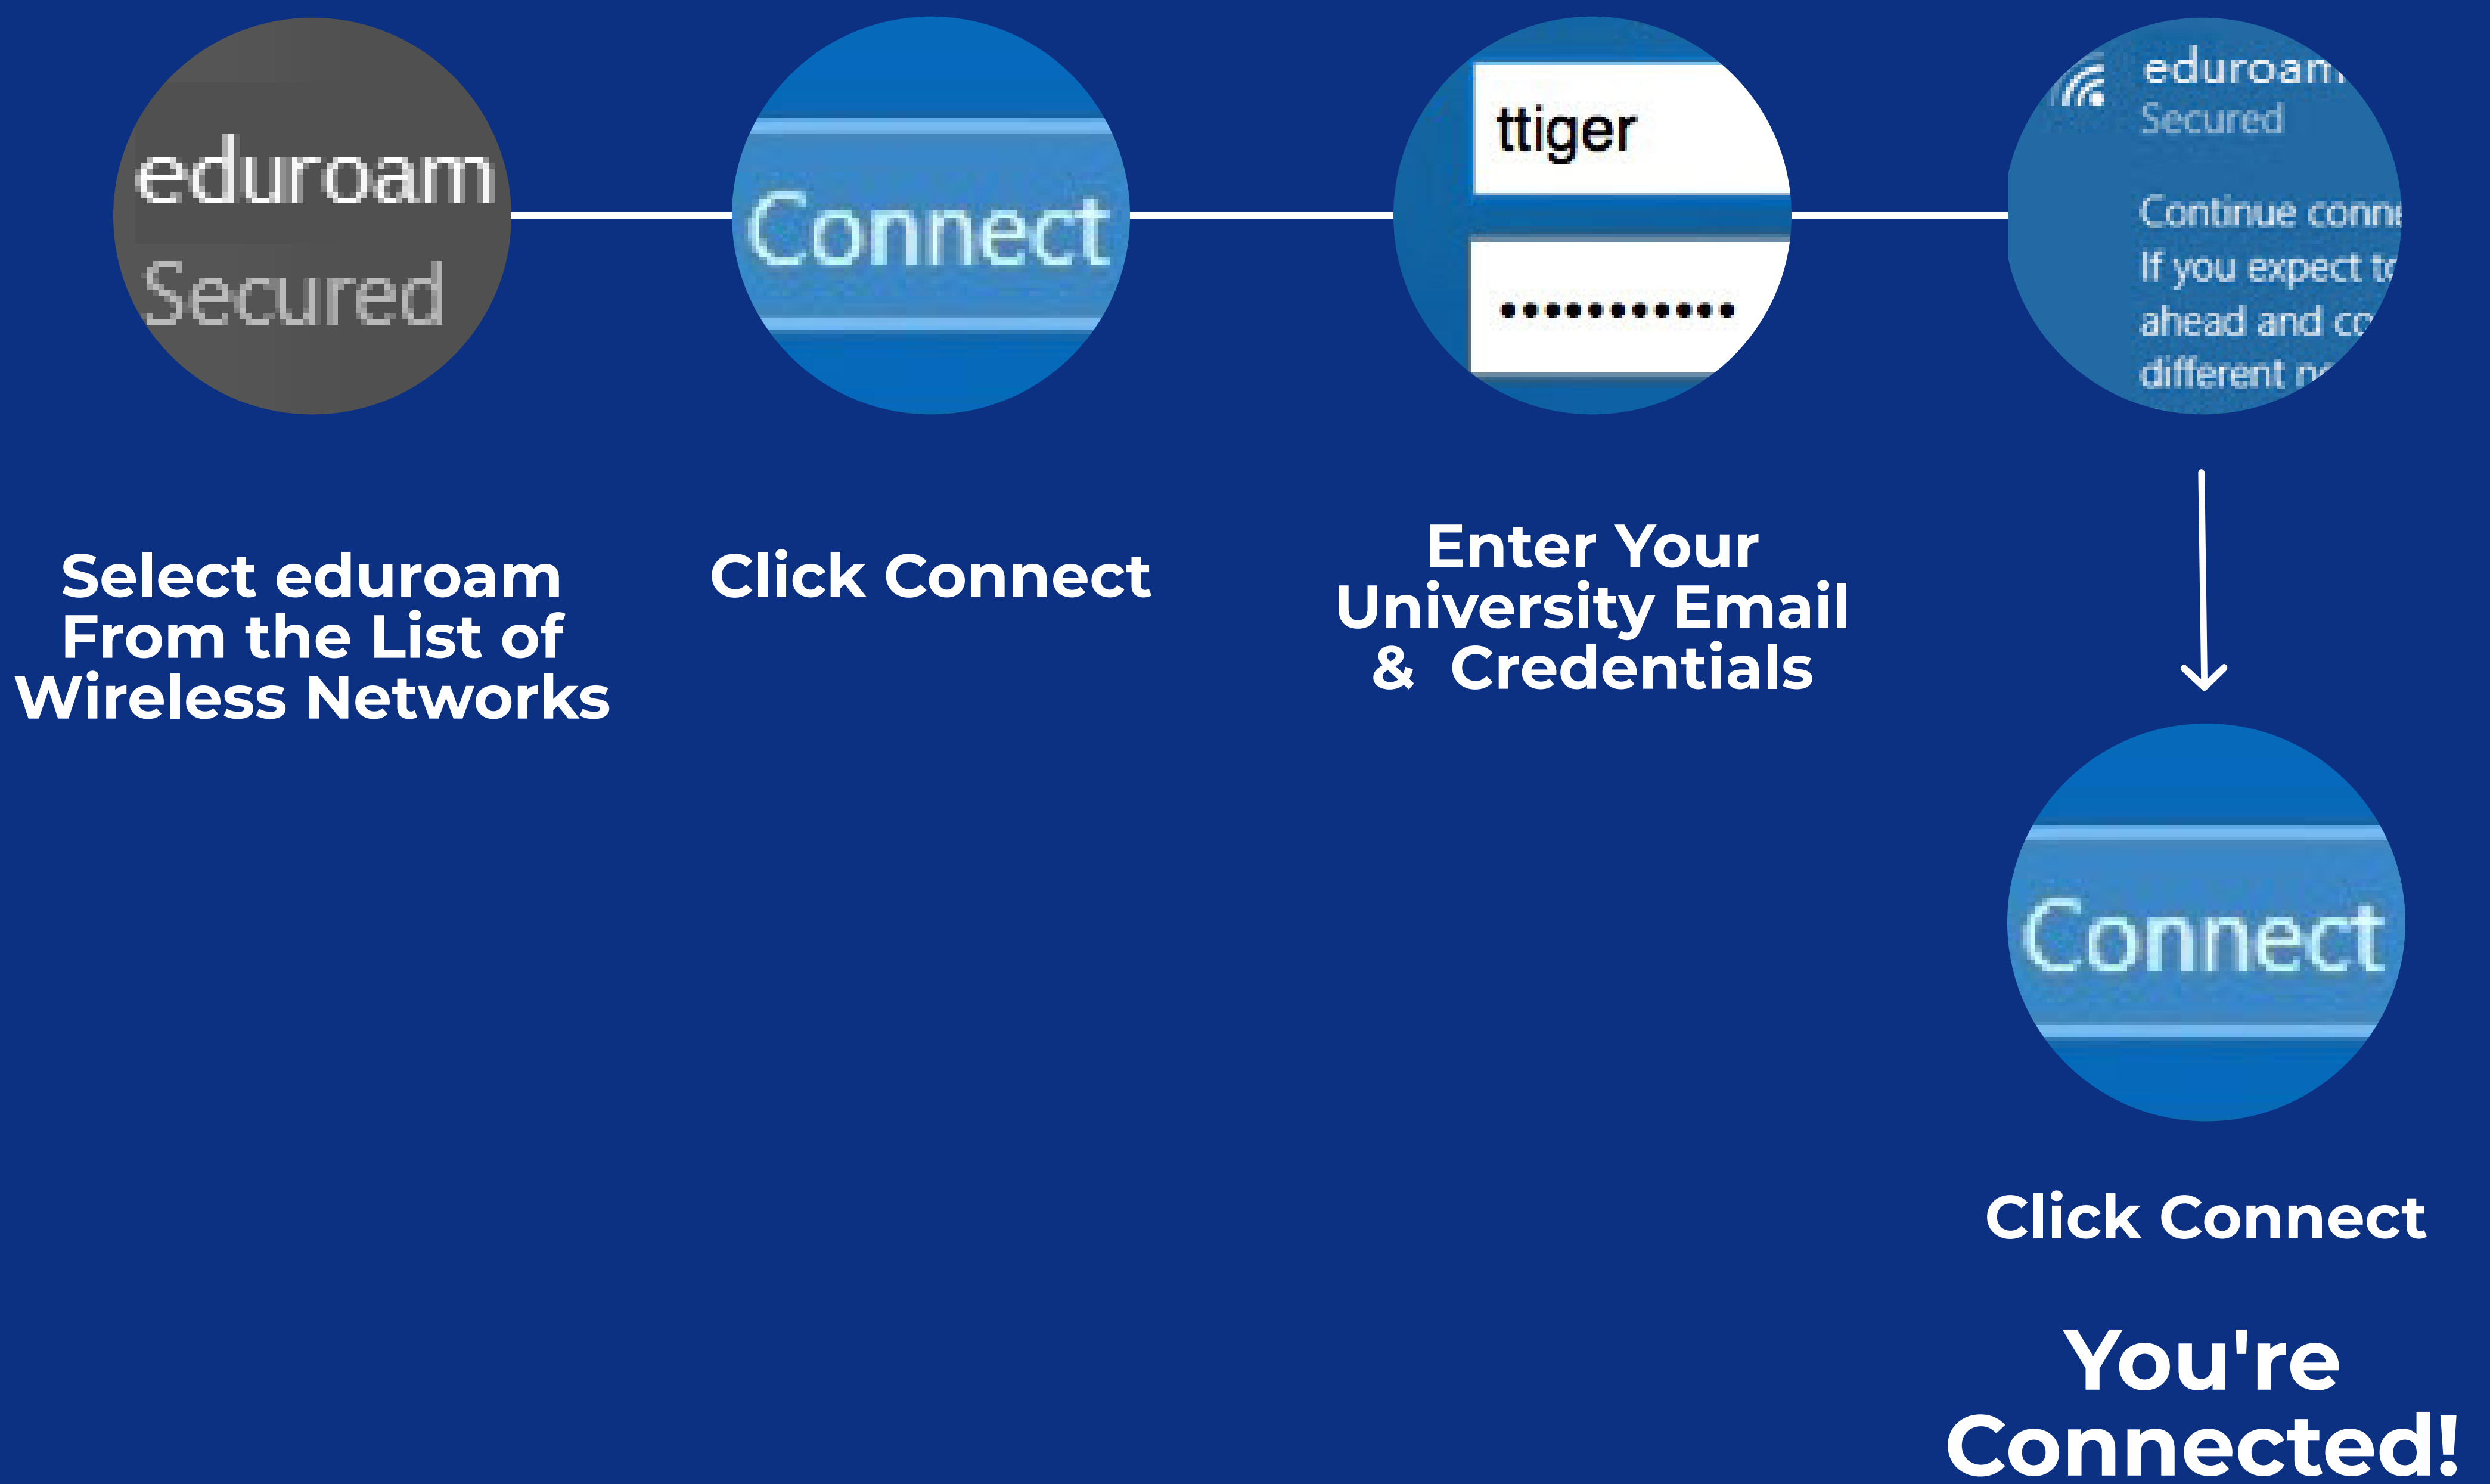 eduroam
Secured
Connect
ttiger
eduroam
Secured
Continue
If you expect
ahead and
different
Select eduroam
From the List of
Wireless Networks
Click Connect
Enter Your
University Email
& Credentials
Connect
Click Connect
You're
Connected!